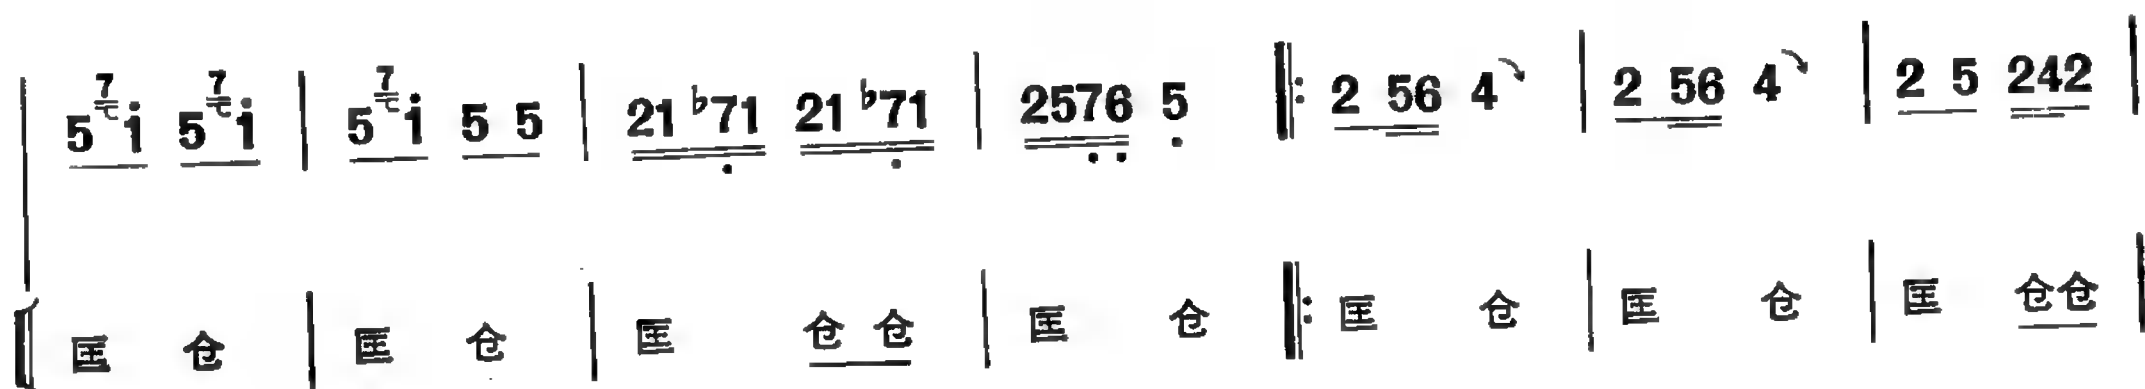 5 7 i 5 7 i | 5 7 i 5 5 | 21 ♭71 21 ♭71 | 2576 5 ‖: 2 56 4 | 2 56 4 | 2 5 242 |
匡 仓 | 匡 仓 | 匡 仓 仓 | 匡 仓 ‖: 匡 仓 | 匡 仓 | 匡 仓仓 |